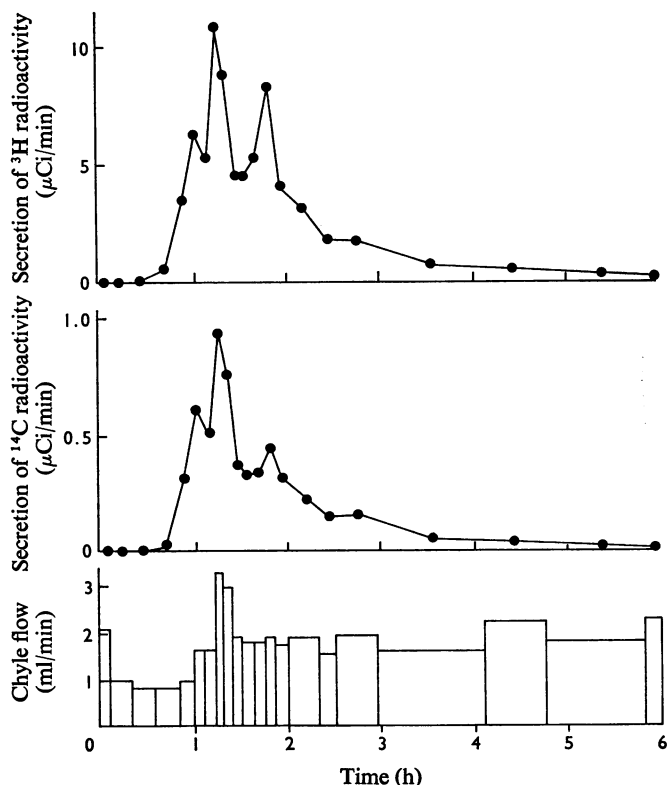 Secretion of ³H radioactivity
(μCi/min)
10
5
0
Secretion of ¹⁴C radioactivity
(μCi/min)
1.0
0.5
0
Chyle flow
(ml/min)
3
2
1
0 1 2 3 4 5 6
Time (h)